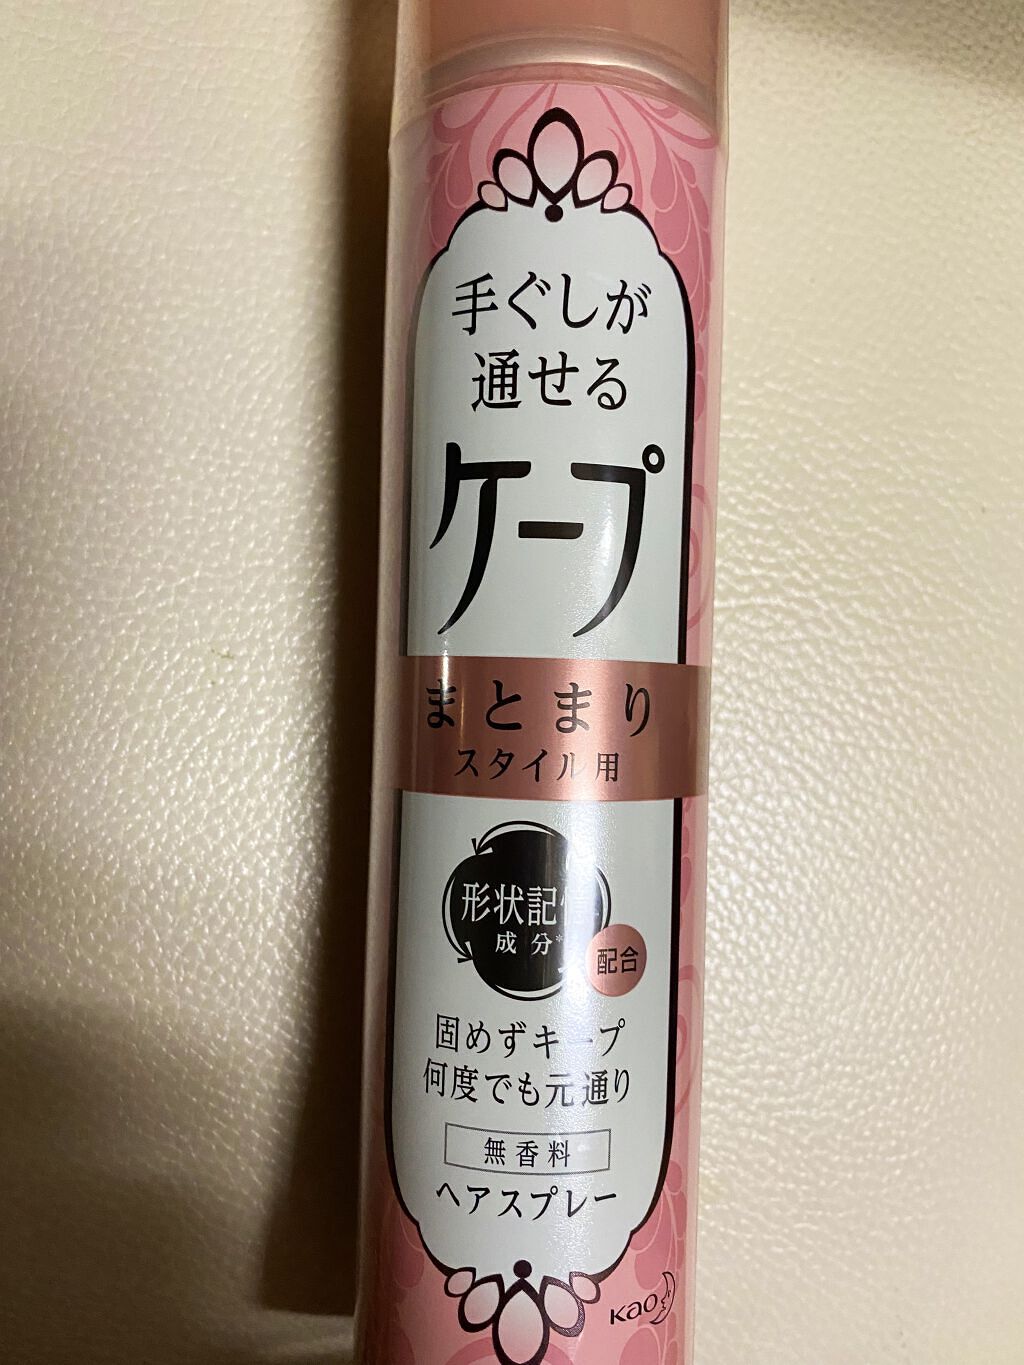 手ぐしが
通せる
ケープ
まとまり
スタイル用
形状記憶
成分*
配合
固めずキープ
何度でも元通り
無香料
ヘアスプレー
Kao